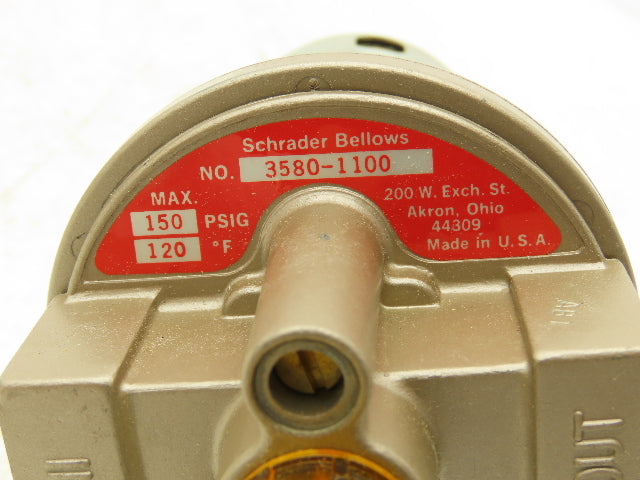 Schrader Bellows
NO. 3580-1100
MAX.
150 PSIG
120 °F
200 W. Exch. St.
Akron, Ohio
44309
Made in U.S.A.
OUT